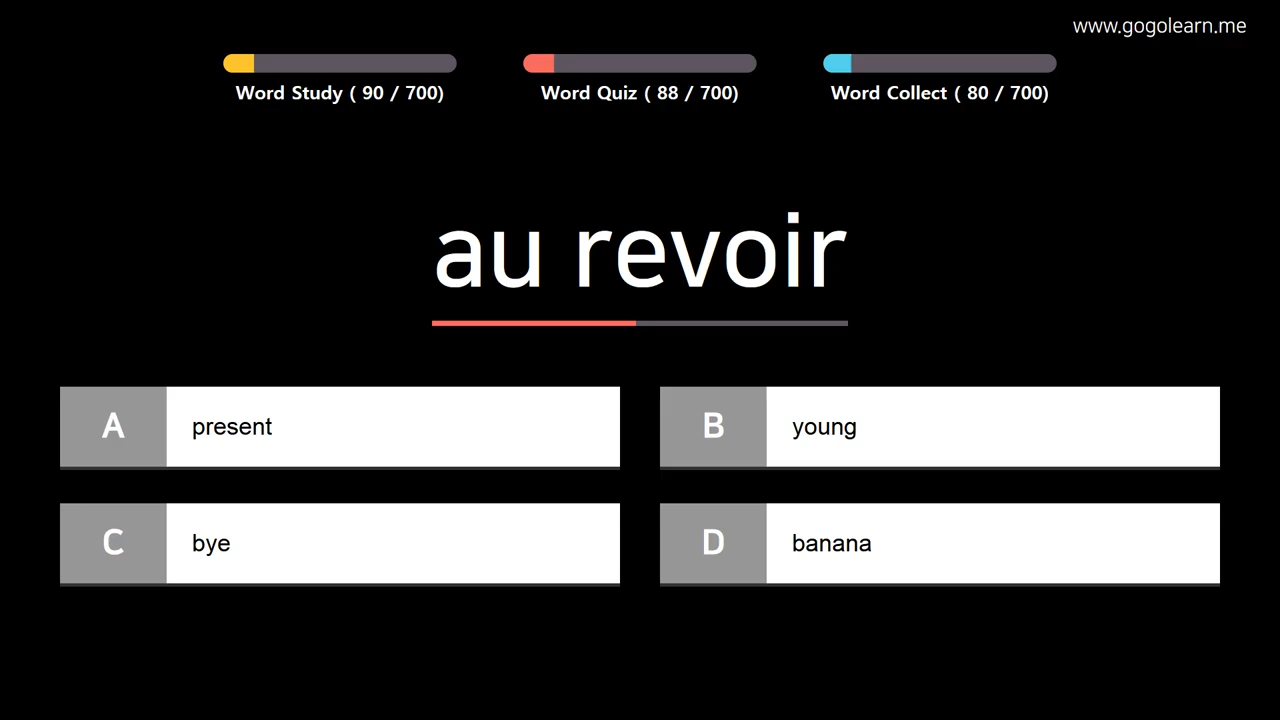 www.gogolearn.me
Word Study ( 90 / 700)
Word Quiz ( 88 / 700)
Word Collect ( 80 / 700)
au revoir
A present
B young
C bye
D banana